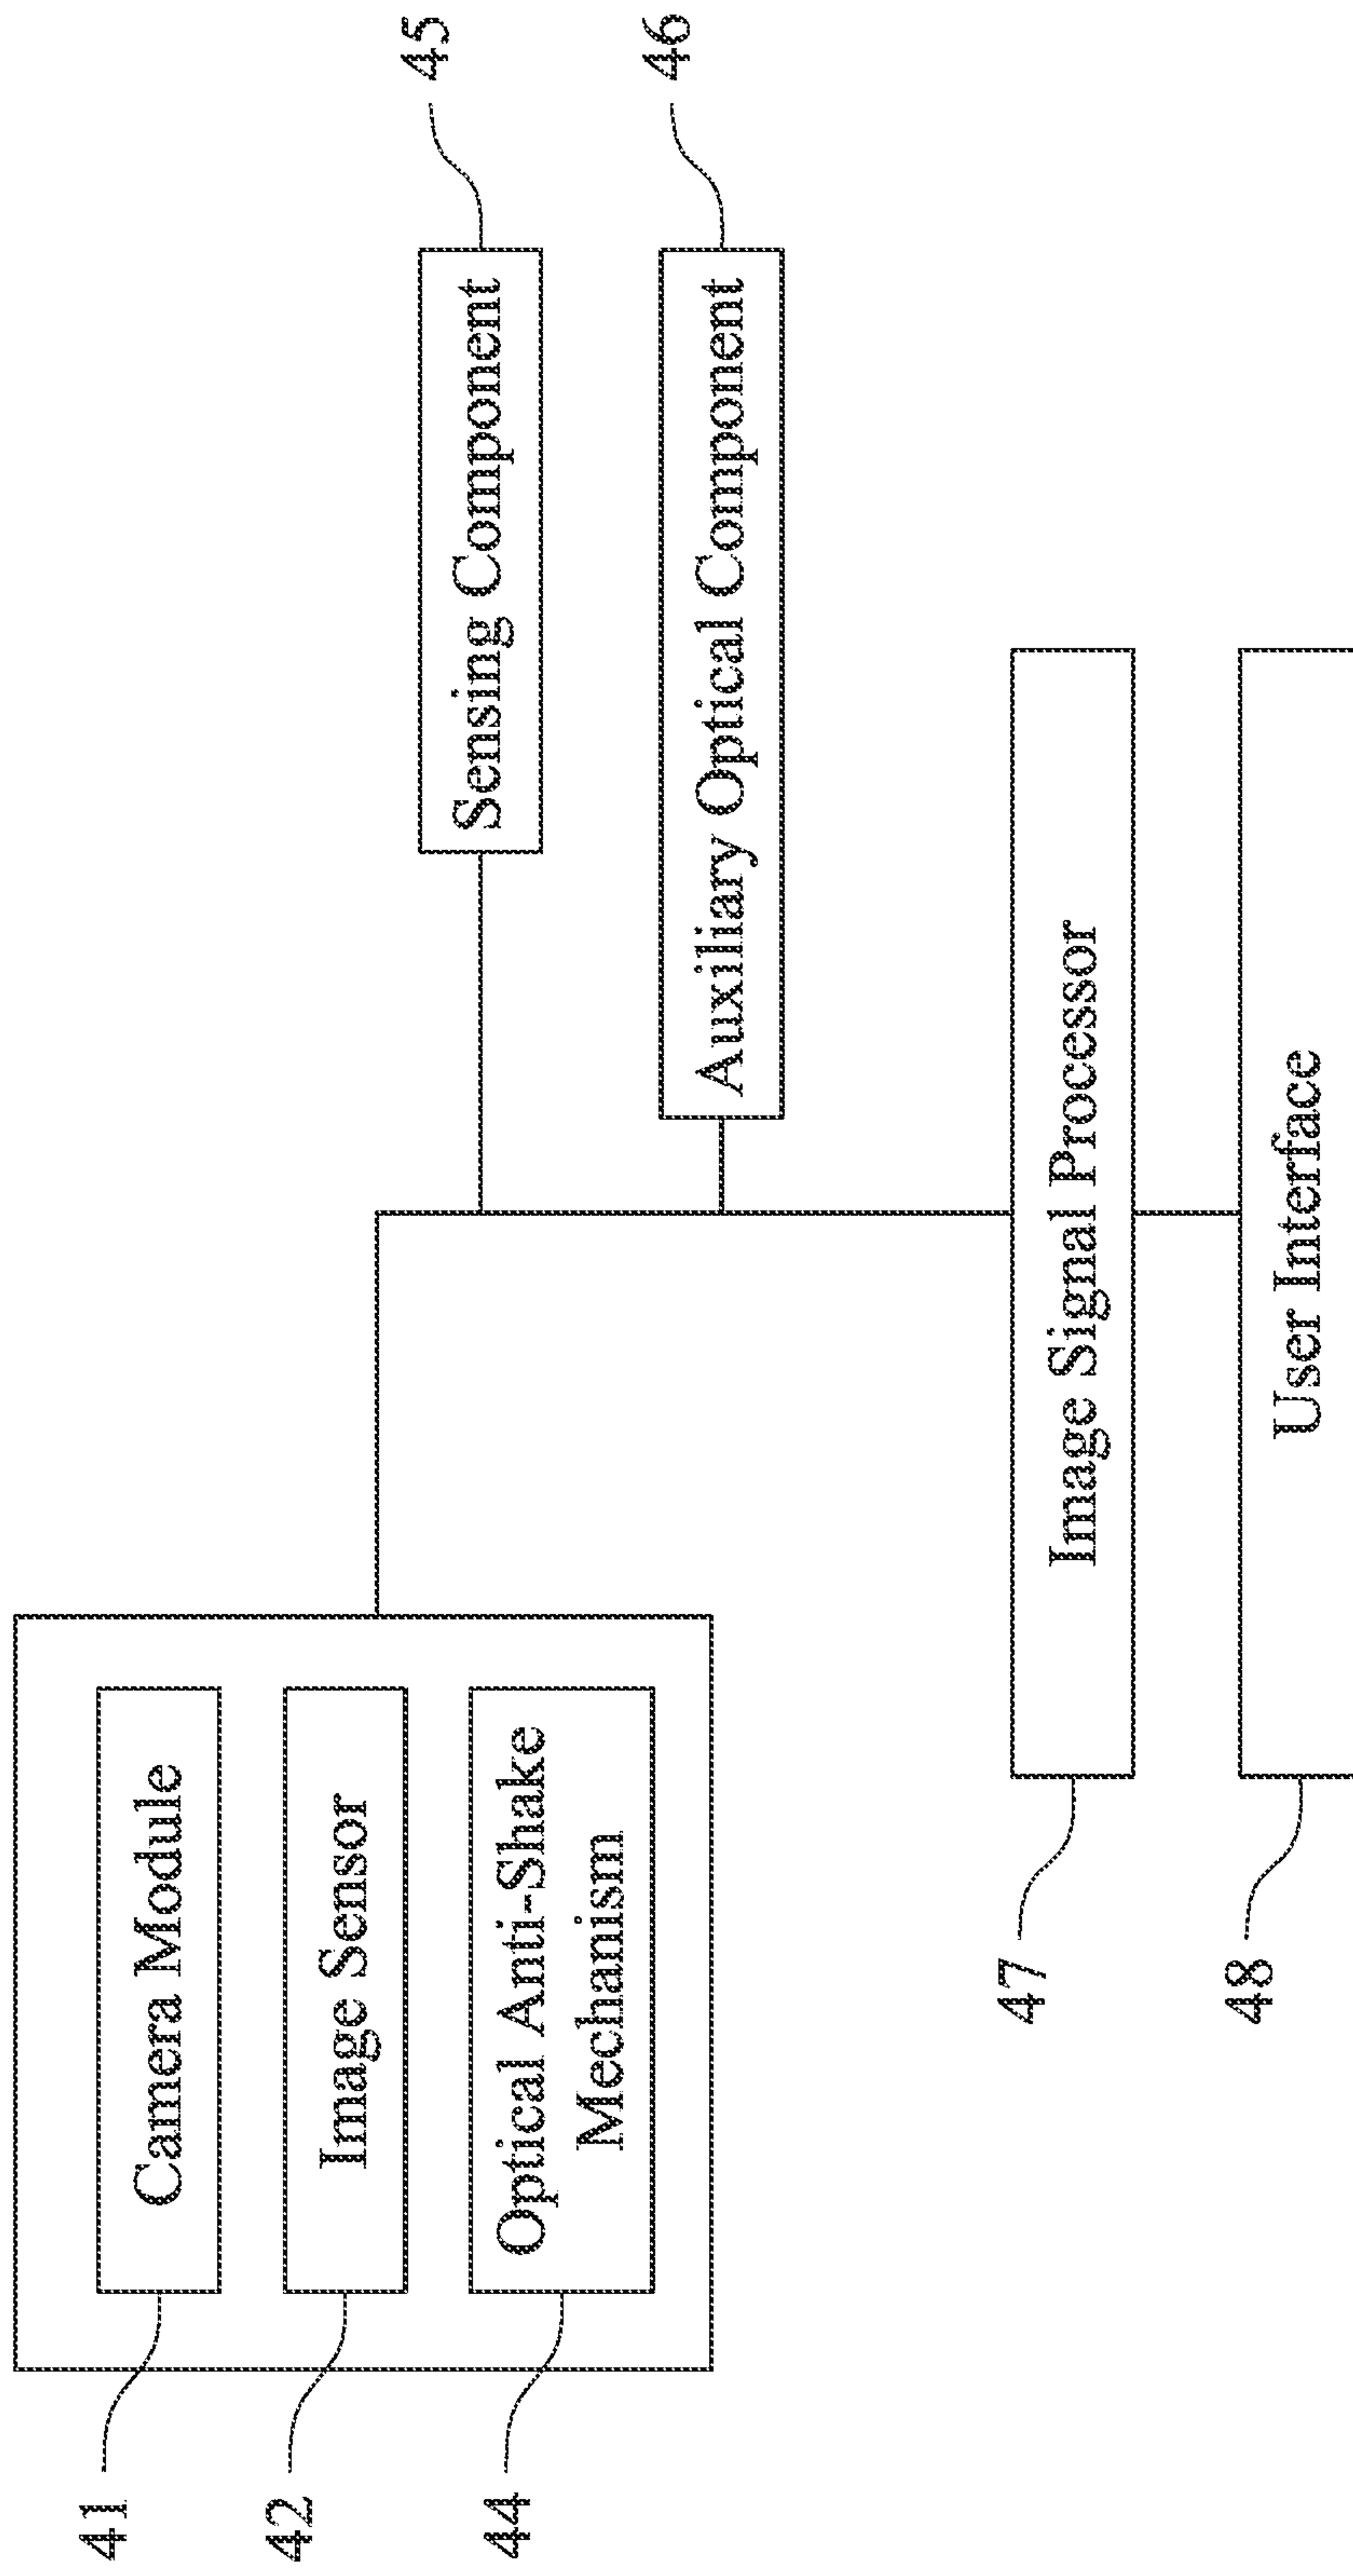 41
Camera Module
42
Image Sensor
44
Optical Anti-Shake
Mechanism
Sensing Component
45
Auxiliary Optical Component
46
47
Image Signal Processor
48
User Interface